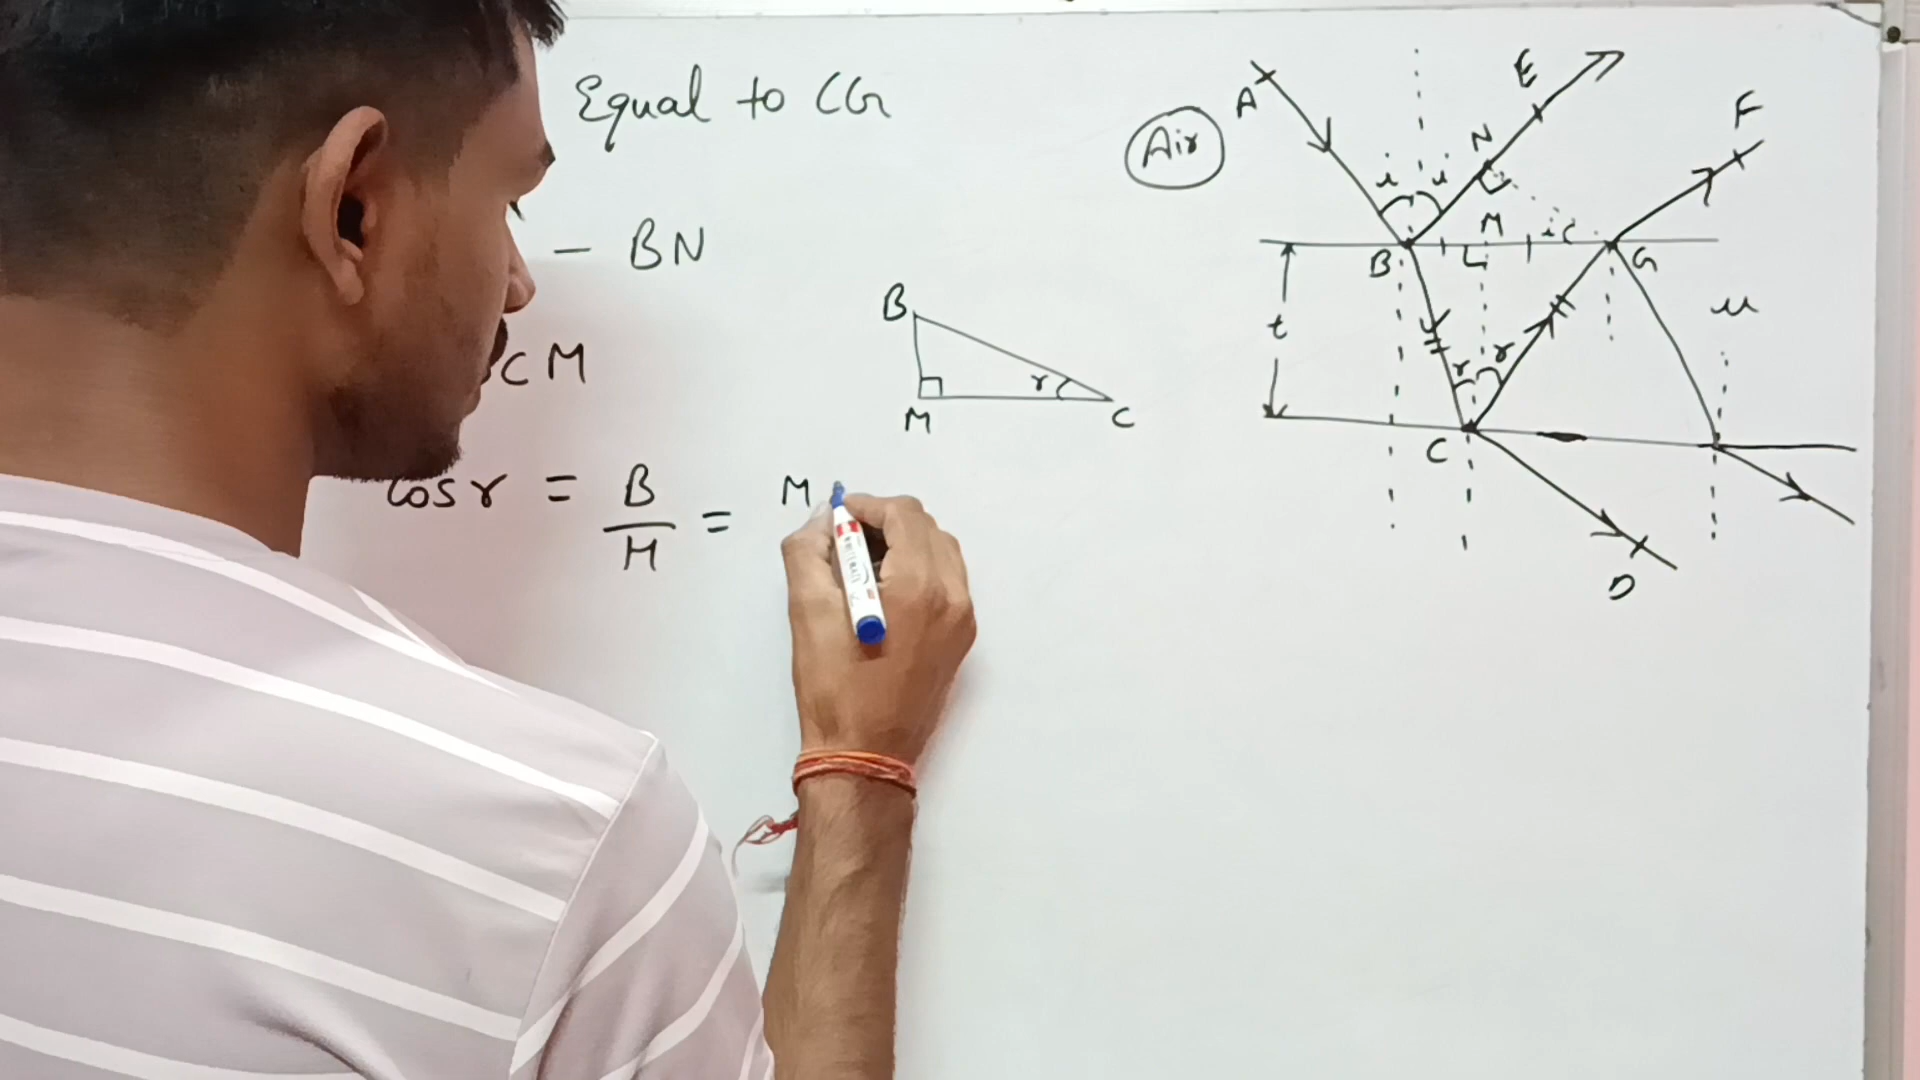 Equal to CG
- BN
CM
cos r = B/H = M
B
r
M
C
Air
A
E
N
F
i
i
M
i
B
G
t
μ
r
r
C
D